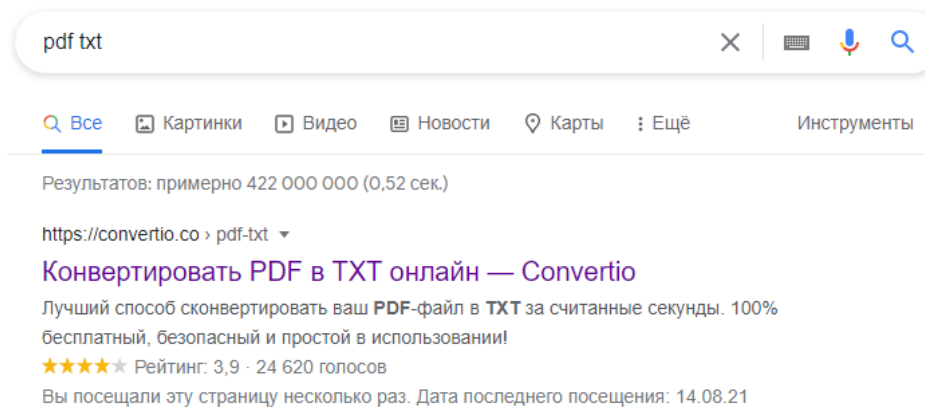 pdf txt
Все Картинки Видео Новости Карты Ещё Инструменты
Результатов: примерно 422 000 000 (0,52 сек.)
https://convertio.co › pdf-txt
Конвертировать PDF в TXT онлайн — Convertio
Лучший способ сконвертировать ваш PDF-файл в TXT за считанные секунды. 100%
бесплатный, безопасный и простой в использовании!
Рейтинг: 3,9 · 24 620 голосов
Вы посещали эту страницу несколько раз. Дата последнего посещения: 14.08.21